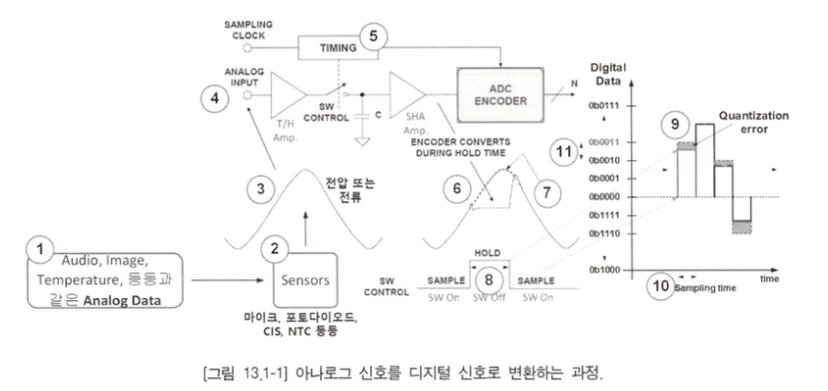 SAMPLING
CLOCK
5
TIMING
ANALOG
INPUT
4
SW
CONTROL
C
T/H
Amp.
SHA
Amp.
ADC
ENCODER
N
ENCODER CONVERTS
DURING HOLD TIME
3
전압 또는
전류
6
7
1
Audio, Image,
Temperature, 등등과
같은 Analog Data
2
Sensors
마이크, 포토다이오드,
CIS, NTC 등등
SW
CONTROL
SAMPLE
HOLD
8
SAMPLE
SW On
SW Off
SW On
Digital
Data
0b0111
0b0011
0b0010
0b0001
0b0000
0b1111
0b1110
0b1000
11
9
Quantization
error
10
Sampling time
time
[그림 13.1-1] 아나로그 신호를 디지털 신호로 변환하는 과정.